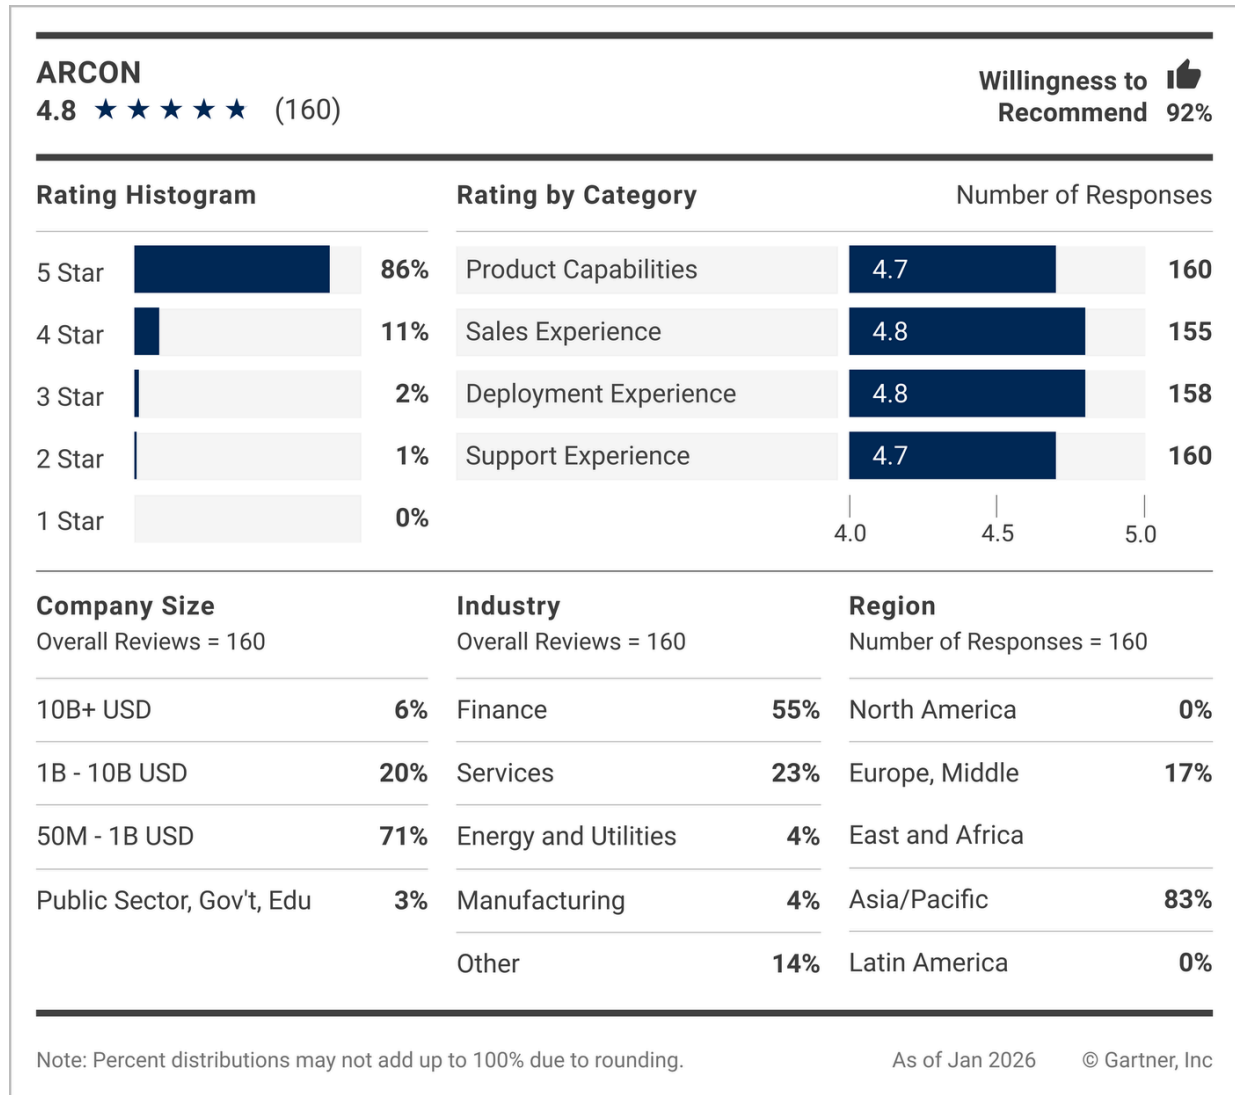 ARCON
4.8 ★ ★ ★ ★ ★ (160)
Willingness to
Recommend 92%
Rating Histogram
5 Star 86%
4 Star 11%
3 Star 2%
2 Star 1%
1 Star 0%
Rating by Category Number of Responses
Product Capabilities 4.7 160
Sales Experience 4.8 155
Deployment Experience 4.8 158
Support Experience 4.7 160
4.0 4.5 5.0
Company Size
Overall Reviews = 160
10B+ USD 6%
1B - 10B USD 20%
50M - 1B USD 71%
Public Sector, Gov't, Edu 3%
Industry
Overall Reviews = 160
Finance 55%
Services 23%
Energy and Utilities 4%
Manufacturing 4%
Other 14%
Region
Number of Responses = 160
North America 0%
Europe, Middle 17%
East and Africa
Asia/Pacific 83%
Latin America 0%
Note: Percent distributions may not add up to 100% due to rounding.
As of Jan 2026 © Gartner, Inc